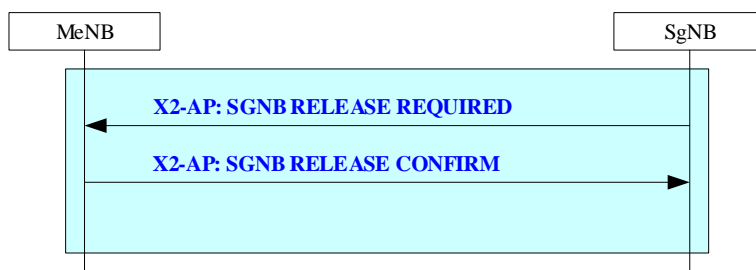 MeNB
SgNB
X2-AP: SGNB RELEASE REQUIRED
X2-AP: SGNB RELEASE CONFIRM